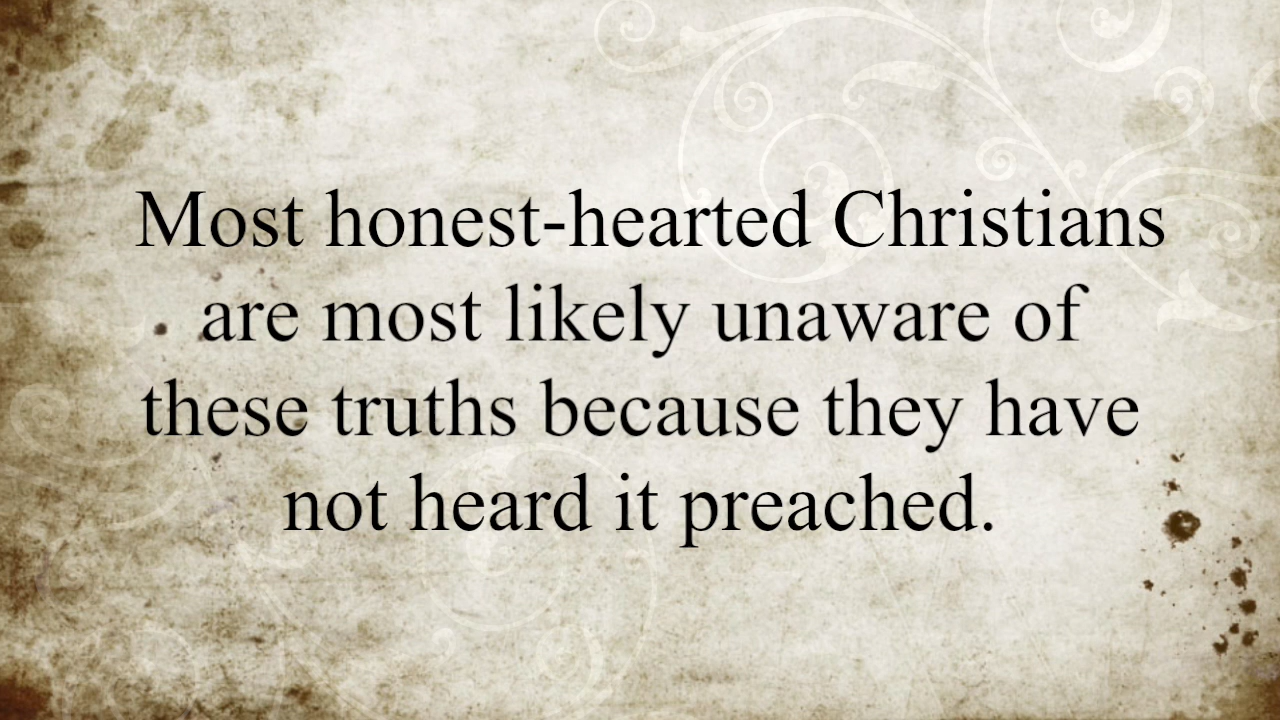 Most honest-hearted Christians
are most likely unaware of
these truths because they have
not heard it preached.